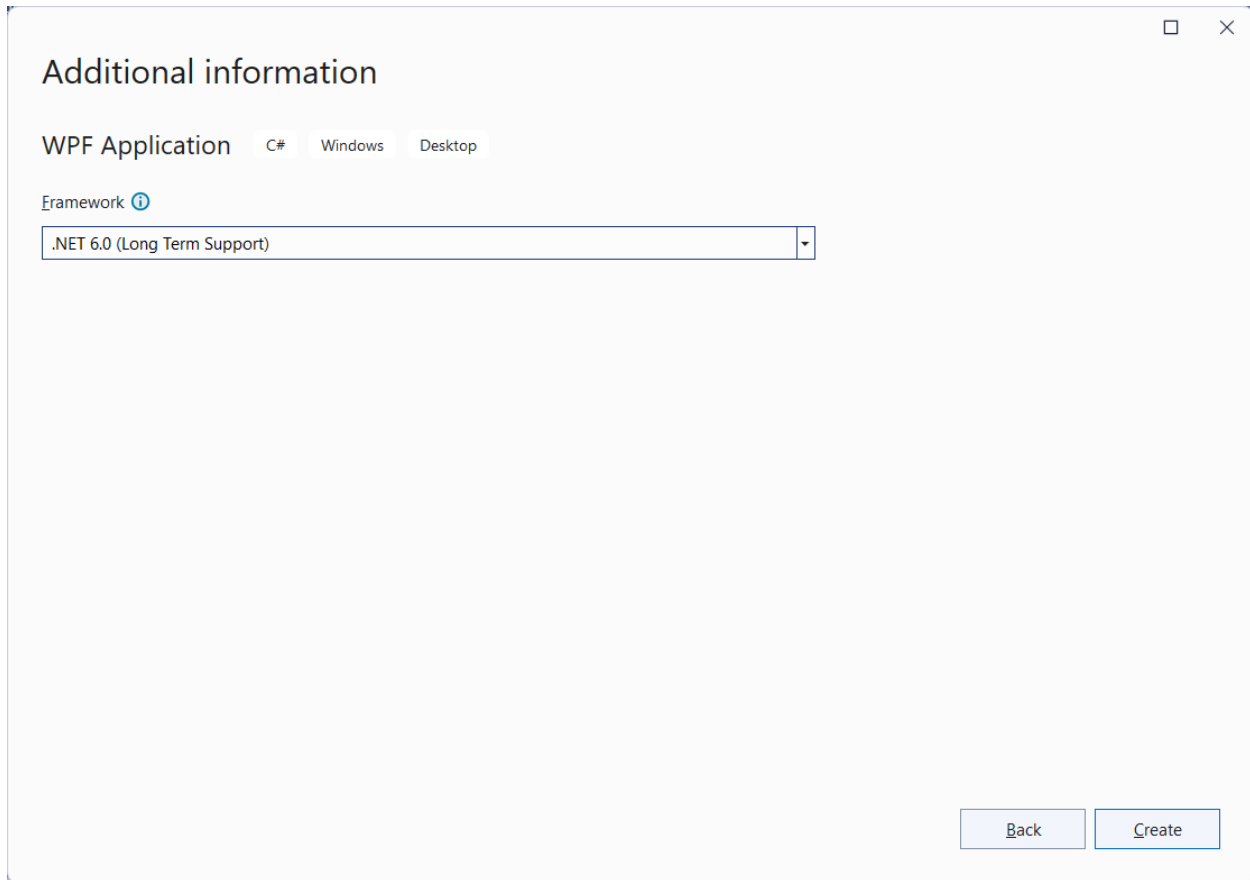 Additional information
WPF Application C# Windows Desktop
Framework
.NET 6.0 (Long Term Support)
Back Create